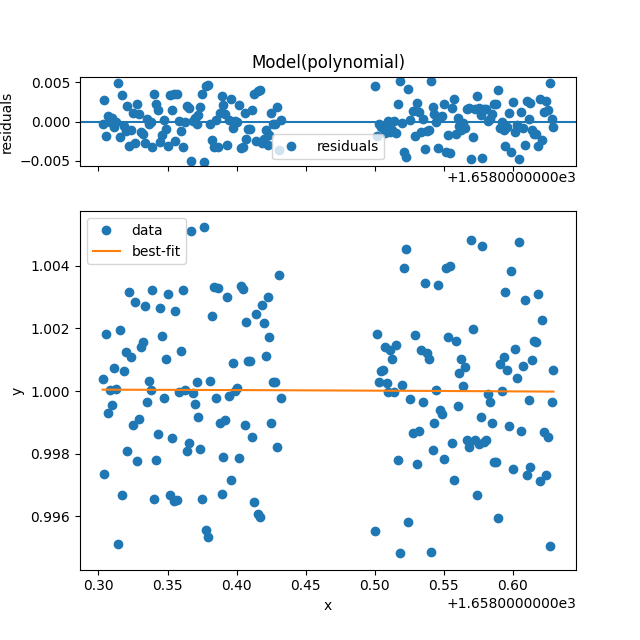 Model(polynomial)
residuals
0.005
0.000
−0.005
residuals
+1.6580000000e3
y
1.004
1.002
1.000
0.998
0.996
data
best-fit
0.30 0.35 0.40 0.45 0.50 0.55 0.60
x
+1.6580000000e3